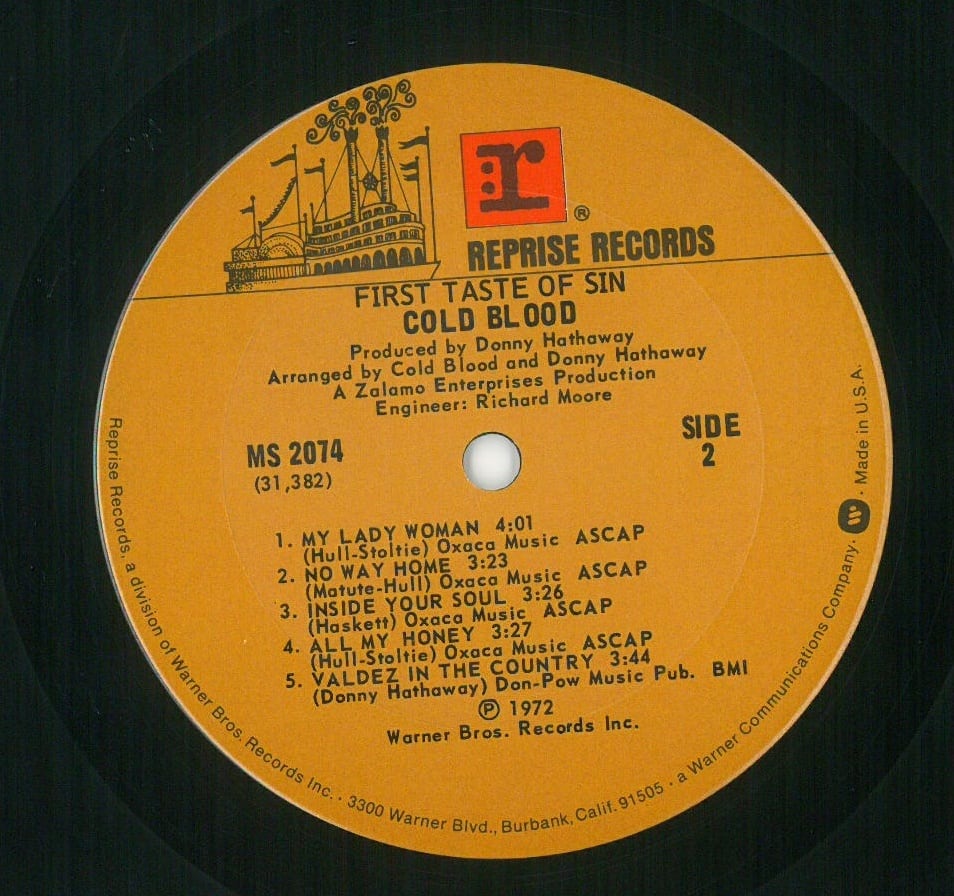 r
®
REPRISE RECORDS
FIRST TASTE OF SIN
COLD BLOOD
Produced by Donny Hathaway
Arranged by Cold Blood and Donny Hathaway
A Zalamo Enterprises Production
Engineer: Richard Moore
MS 2074
(31,382)
SIDE
2
1. MY LADY WOMAN 4:01
(Hull-Stoltie) Oxaca Music ASCAP
2. NO WAY HOME 3:23
(Matute-Hull) Oxaca Music ASCAP
3. INSIDE YOUR SOUL 3:26
(Haskett) Oxaca Music ASCAP
4. ALL MY HONEY 3:27
(Hull-Stoltie) Oxaca Music ASCAP
5. VALDEZ IN THE COUNTRY 3:44
(Donny Hathaway) Don-Pow Music Pub. BMI
℗ 1972
Warner Bros. Records Inc.
Reprise Records, a division of Warner Bros. Records Inc. · 3300 Warner Blvd., Burbank, Calif. 91505 · a Warner Communications Company · Made in U.S.A.